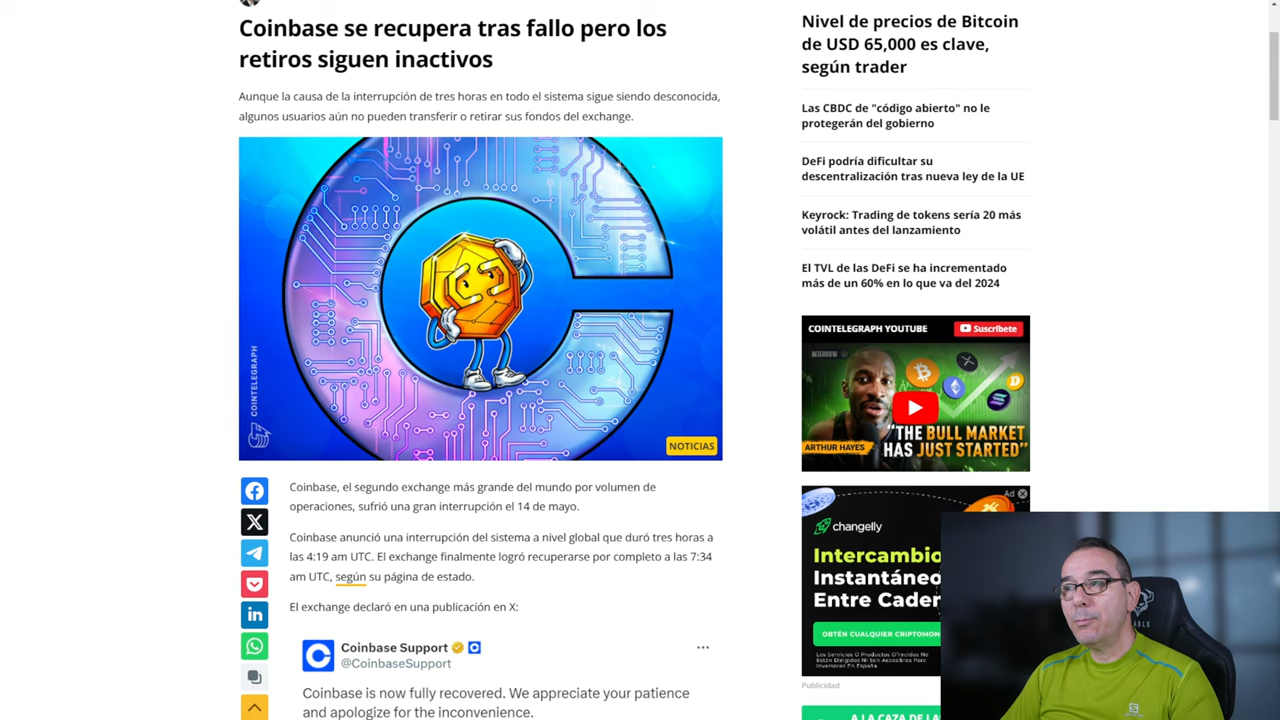 Coinbase se recupera tras fallo pero los
retiros siguen inactivos
Aunque la causa de la interrupción de tres horas en todo el sistema sigue siendo desconocida,
algunos usuarios aún no pueden transferir o retirar sus fondos del exchange.
COINTELEGRAPH
NOTICIAS
Coinbase, el segundo exchange más grande del mundo por volumen de
operaciones, sufrió una gran interrupción el 14 de mayo.
Coinbase anunció una interrupción del sistema a nivel global que duró tres horas a
las 4:19 am UTC. El exchange finalmente logró recuperarse por completo a las 7:34
am UTC, según su página de estado.
El exchange declaró en una publicación en X:
Coinbase Support
@CoinbaseSupport
Coinbase is now fully recovered. We appreciate your patience
and apologize for the inconvenience.
Nivel de precios de Bitcoin
de USD 65,000 es clave,
según trader
Las CBDC de "código abierto" no le
protegerán del gobierno
DeFi podría dificultar su
descentralización tras nueva ley de la UE
Keyrock: Trading de tokens sería 20 más
volátil antes del lanzamiento
El TVL de las DeFi se ha incrementado
más de un 60% en lo que va del 2024
COINTELEGRAPH YOUTUBE
Suscríbete
INTERVIEW
ARTHUR HAYES
"THE BULL MARKET
HAS JUST STARTED"
Ad
changelly
Intercambio
Instantáneo
Entre Caden
OBTÉN CUALQUIER CRIPTOMON
Los Servicios O Productos Ofrecidos No
Están Dirigidos Ni Son Accesibles Para
Inversores En España
Publicidad
A LA CAZA DE LA